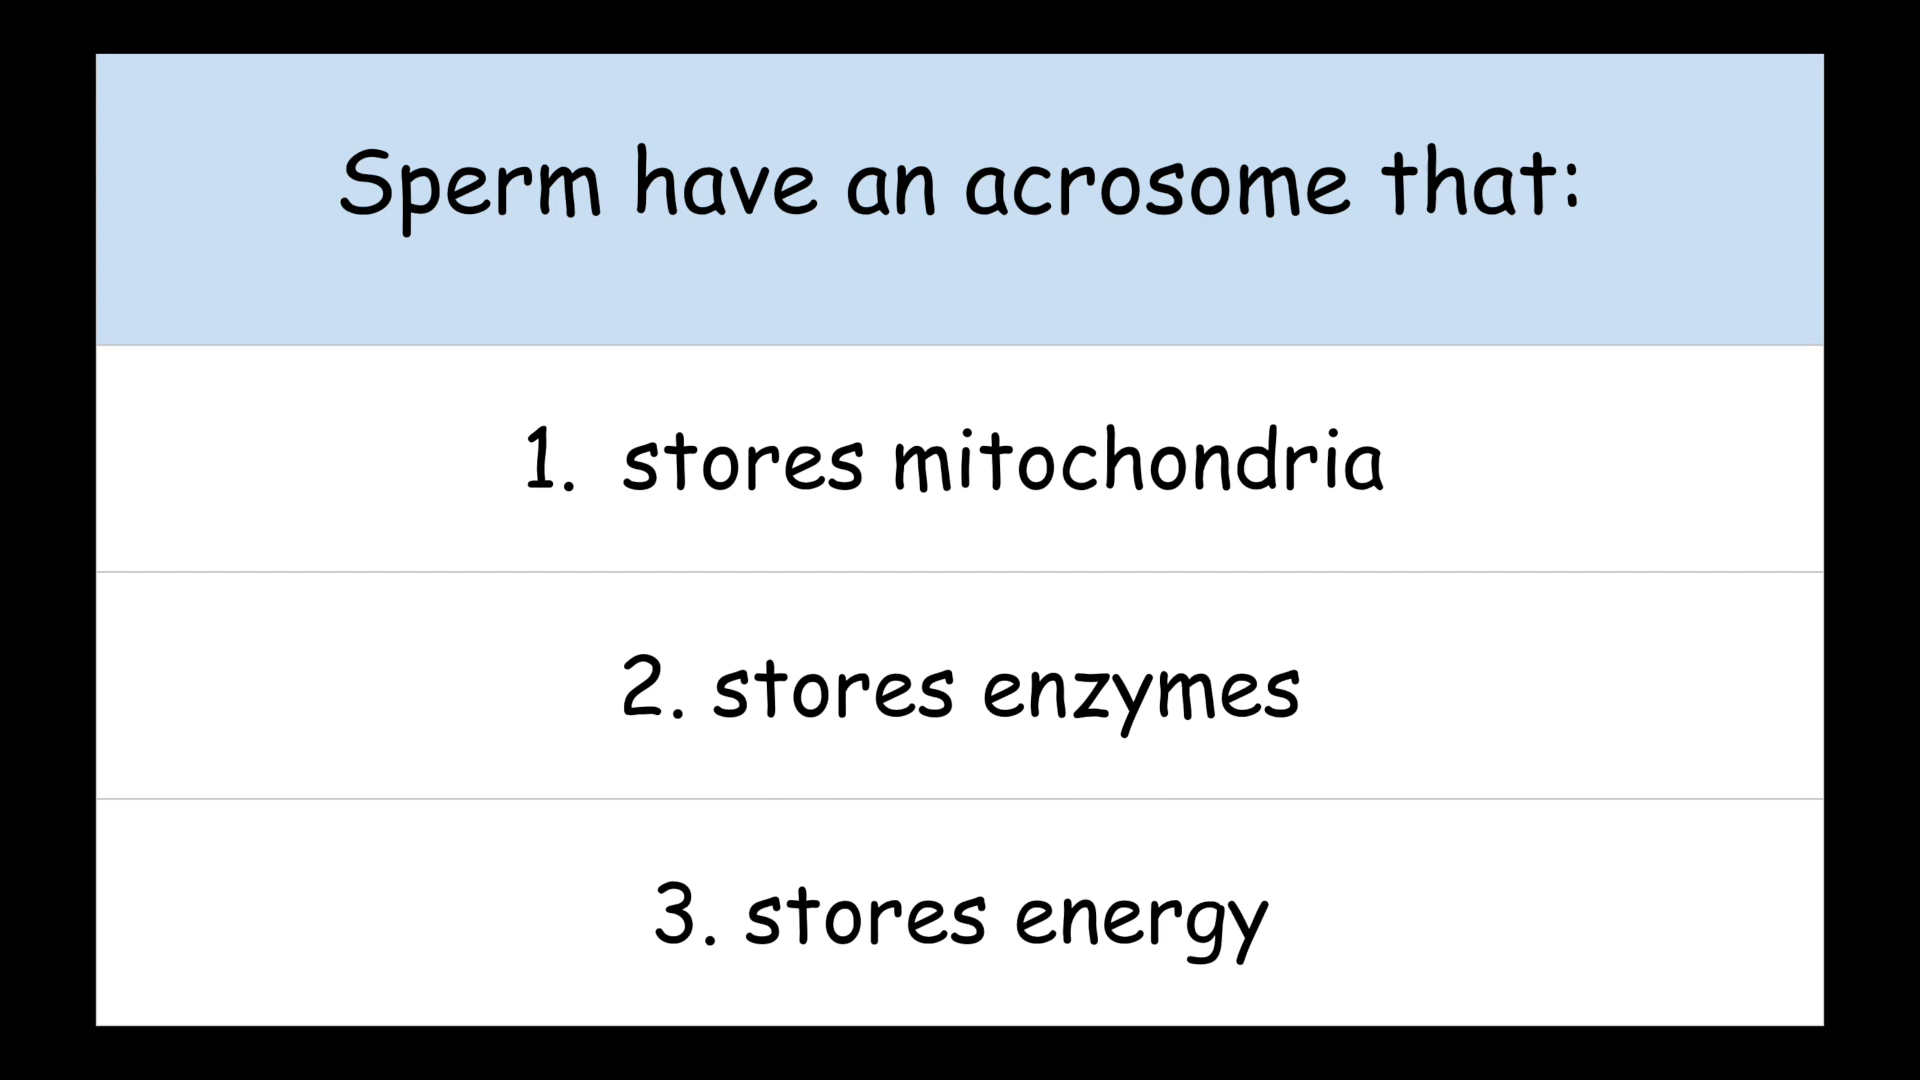 Sperm have an acrosome that:
1. stores mitochondria
2. stores enzymes
3. stores energy